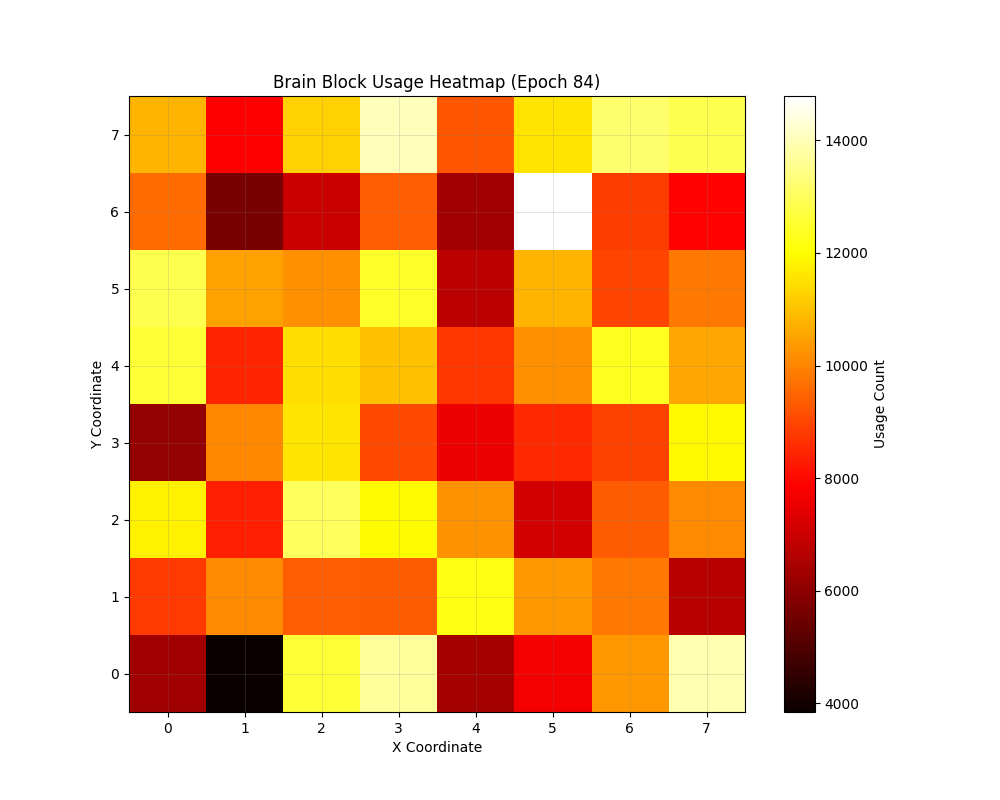 Brain Block Usage Heatmap (Epoch 84)
7
6
5
4
3
2
1
0
Y Coordinate
0 1 2 3 4 5 6 7
X Coordinate
14000
12000
10000
8000
6000
4000
Usage Count